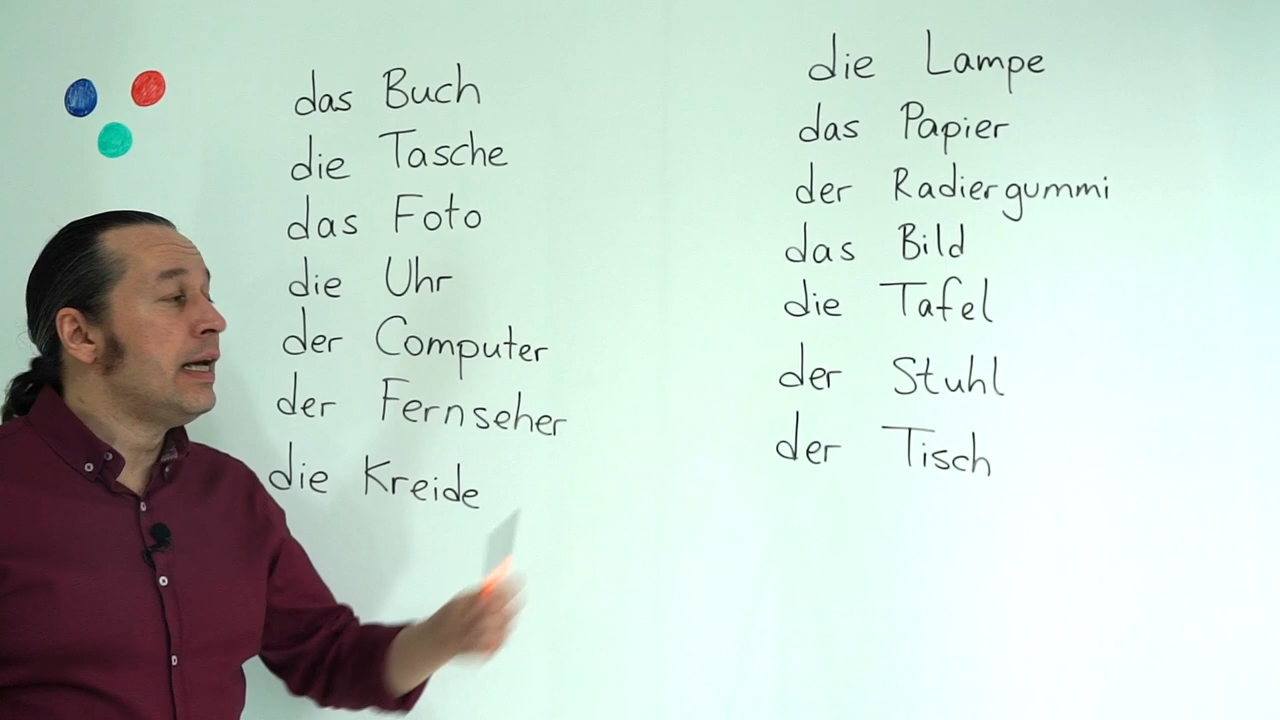 das Buch
die Tasche
das Foto
die Uhr
der Computer
der Fernseher
die Kreide
die Lampe
das Papier
der Radiergummi
das Bild
die Tafel
der Stuhl
der Tisch